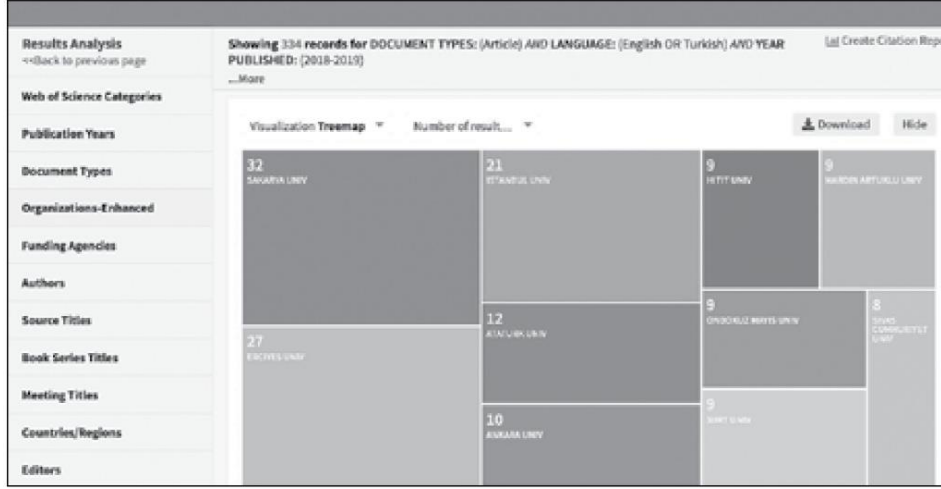 Results Analysis
<<Back to previous page
Web of Science Categories
Publication Years
Document Types
Organizations-Enhanced
Funding Agencies
Authors
Source Titles
Book Series Titles
Meeting Titles
Countries/Regions
Editors
Showing 334 records for DOCUMENT TYPES: (Article) AND LANGUAGE: (English OR Turkish) AND YEAR
PUBLISHED: (2018-2019)
...More
Create Citation Repo
Visualization Treemap
Number of result...
Download
Hide
32
SAKARYA UNIV
21
ISTANBUL UNIV
9
HITIT UNIV
9
MARDIN ARTUKLU UNIV
27
ERCIYES UNIV
12
ATATURK UNIV
9
ONDOKUZ MAYIS UNIV
8
SIVAS
CUMHURIYET
UNIV
10
ANKARA UNIV
9
UNIV